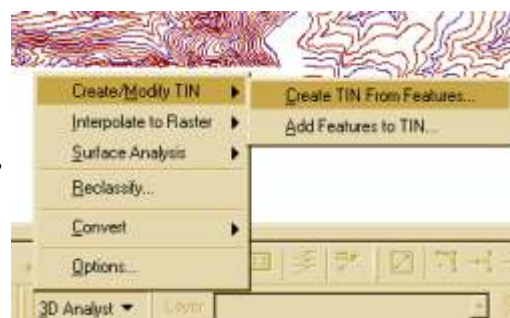 Create/Modify TIN
Interpolate to Raster
Surface Analysis
Reclassify...
Convert
Options...
Create TIN From Features...
Add Features to TIN...
3D Analyst
Layer